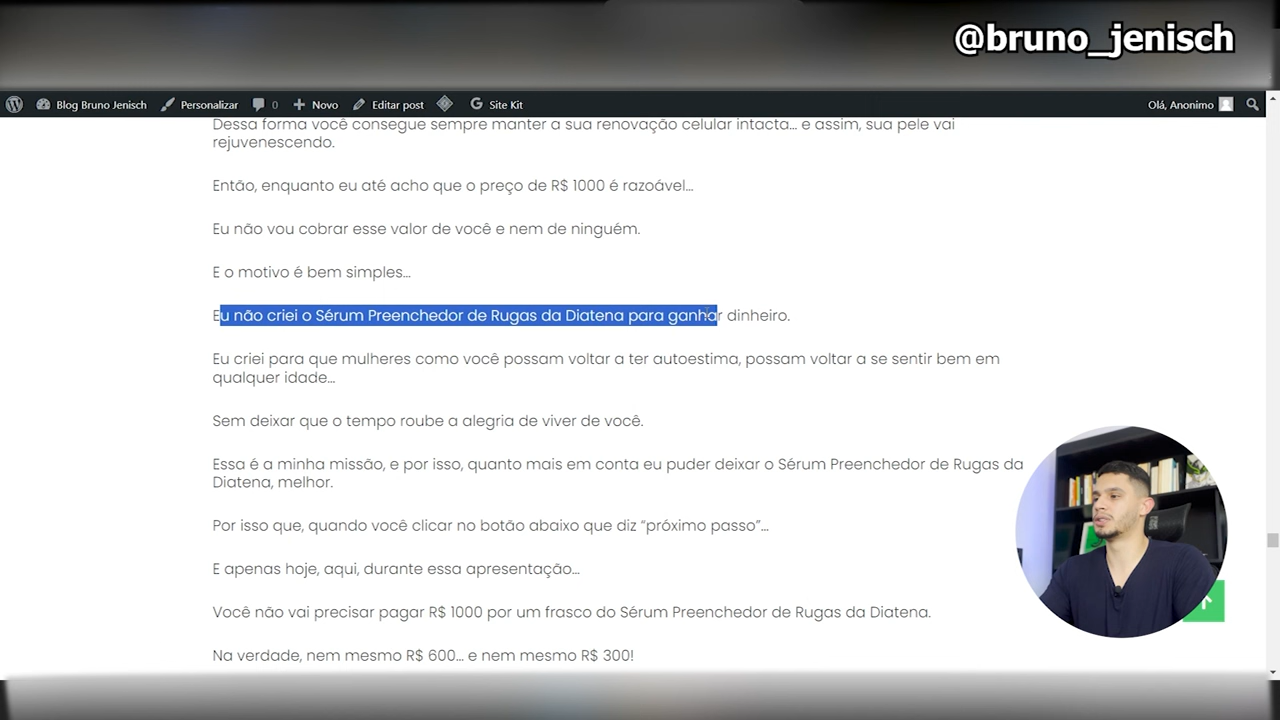 @bruno_jenisch
Blog Bruno Jenisch Personalizar 0 Novo Editar post Site Kit Olá, Anonimo
Dessa forma você consegue sempre manter a sua renovação celular intacta... e assim, sua pele vai
rejuvenescendo.
Então, enquanto eu até acho que o preço de R$ 1000 é razoável...
Eu não vou cobrar esse valor de você e nem de ninguém.
E o motivo é bem simples...
Eu não criei o Sérum Preenchedor de Rugas da Diatena para ganhar dinheiro.
Eu criei para que mulheres como você possam voltar a ter autoestima, possam voltar a se sentir bem em
qualquer idade...
Sem deixar que o tempo roube a alegria de viver de você.
Essa é a minha missão, e por isso, quanto mais em conta eu puder deixar o Sérum Preenchedor de Rugas da
Diatena, melhor.
Por isso que, quando você clicar no botão abaixo que diz “próximo passo”...
E apenas hoje, aqui, durante essa apresentação...
Você não vai precisar pagar R$ 1000 por um frasco do Sérum Preenchedor de Rugas da Diatena.
Na verdade, nem mesmo R$ 600... e nem mesmo R$ 300!